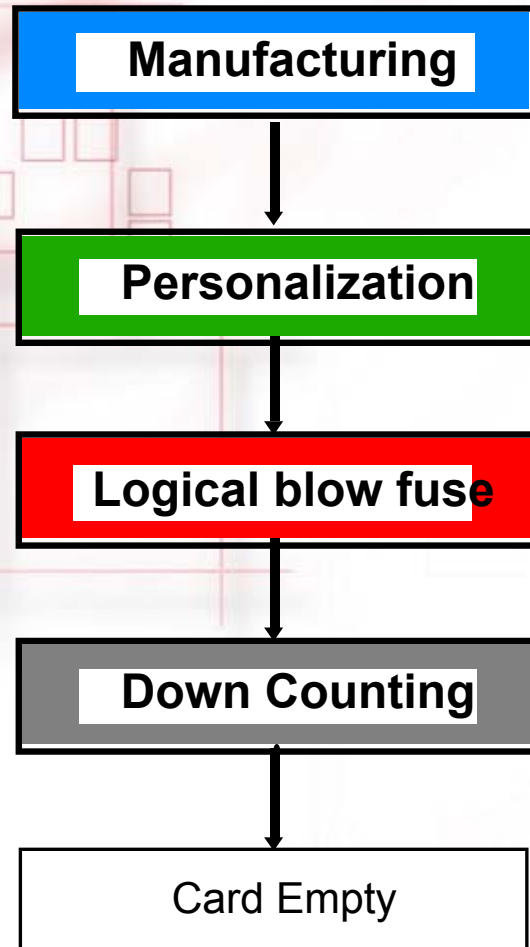 Manufacturing
Personalization
Logical blow fuse
Down Counting
Card Empty